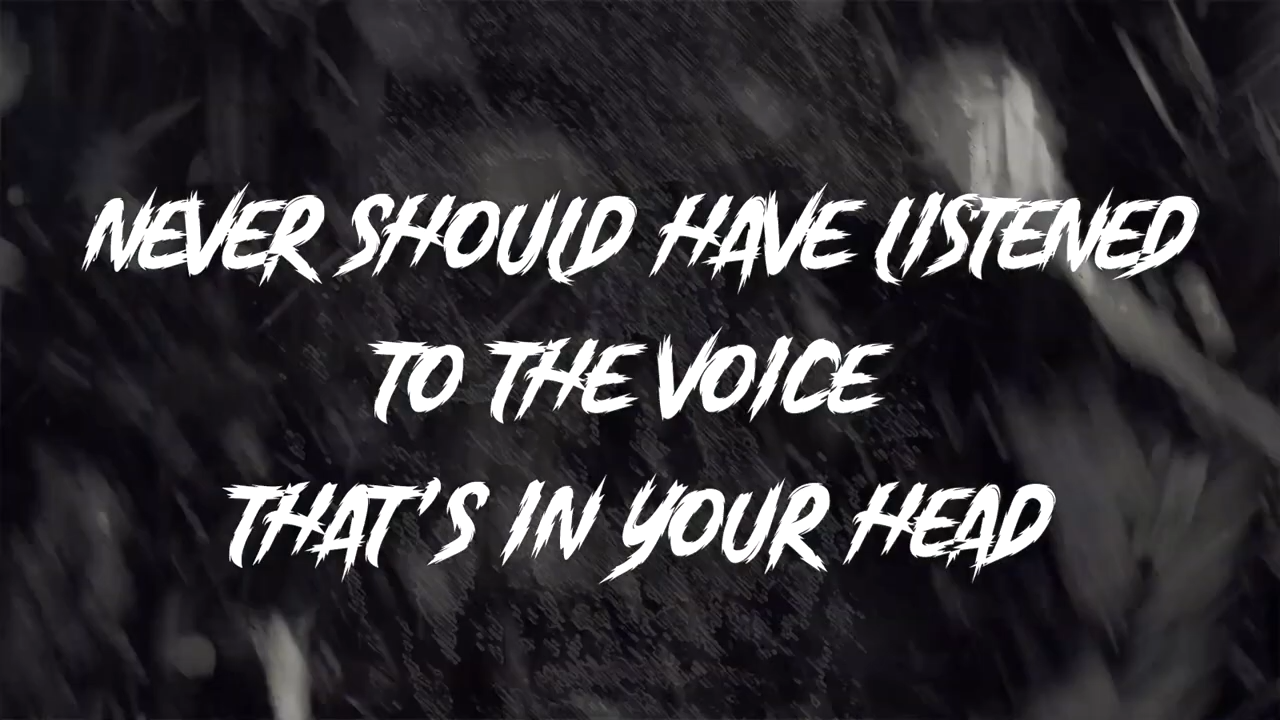 NEVER SHOULD HAVE LISTENED
TO THE VOICE
THAT'S IN YOUR HEAD